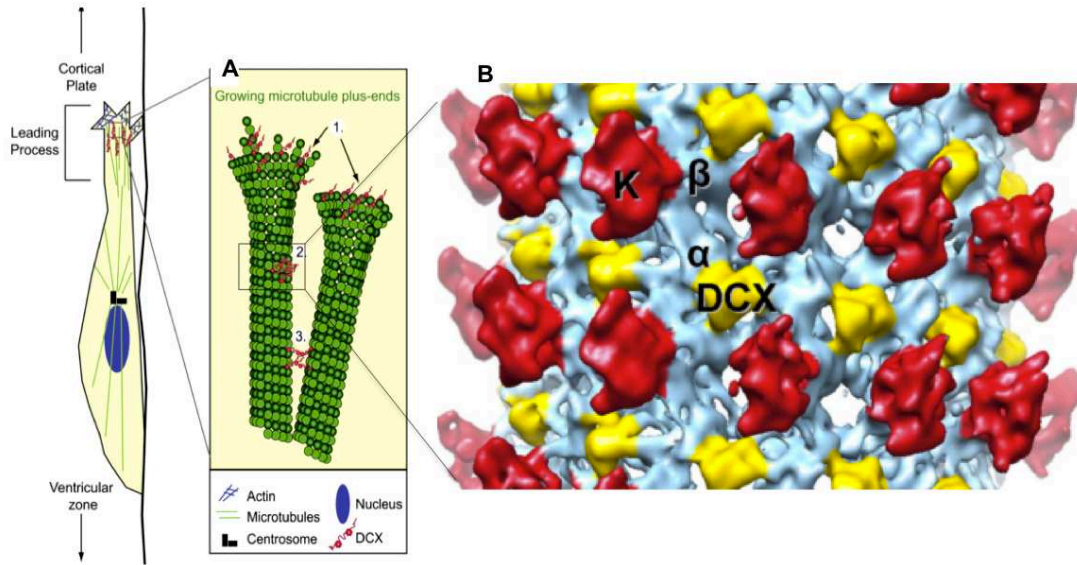 Cortical
Plate
Leading
Process
Ventricular
zone
A
Growing microtubule plus-ends
1.
2.
3.
Actin
Microtubules
Centrosome
Nucleus
DCX
B
K
β
α
DCX